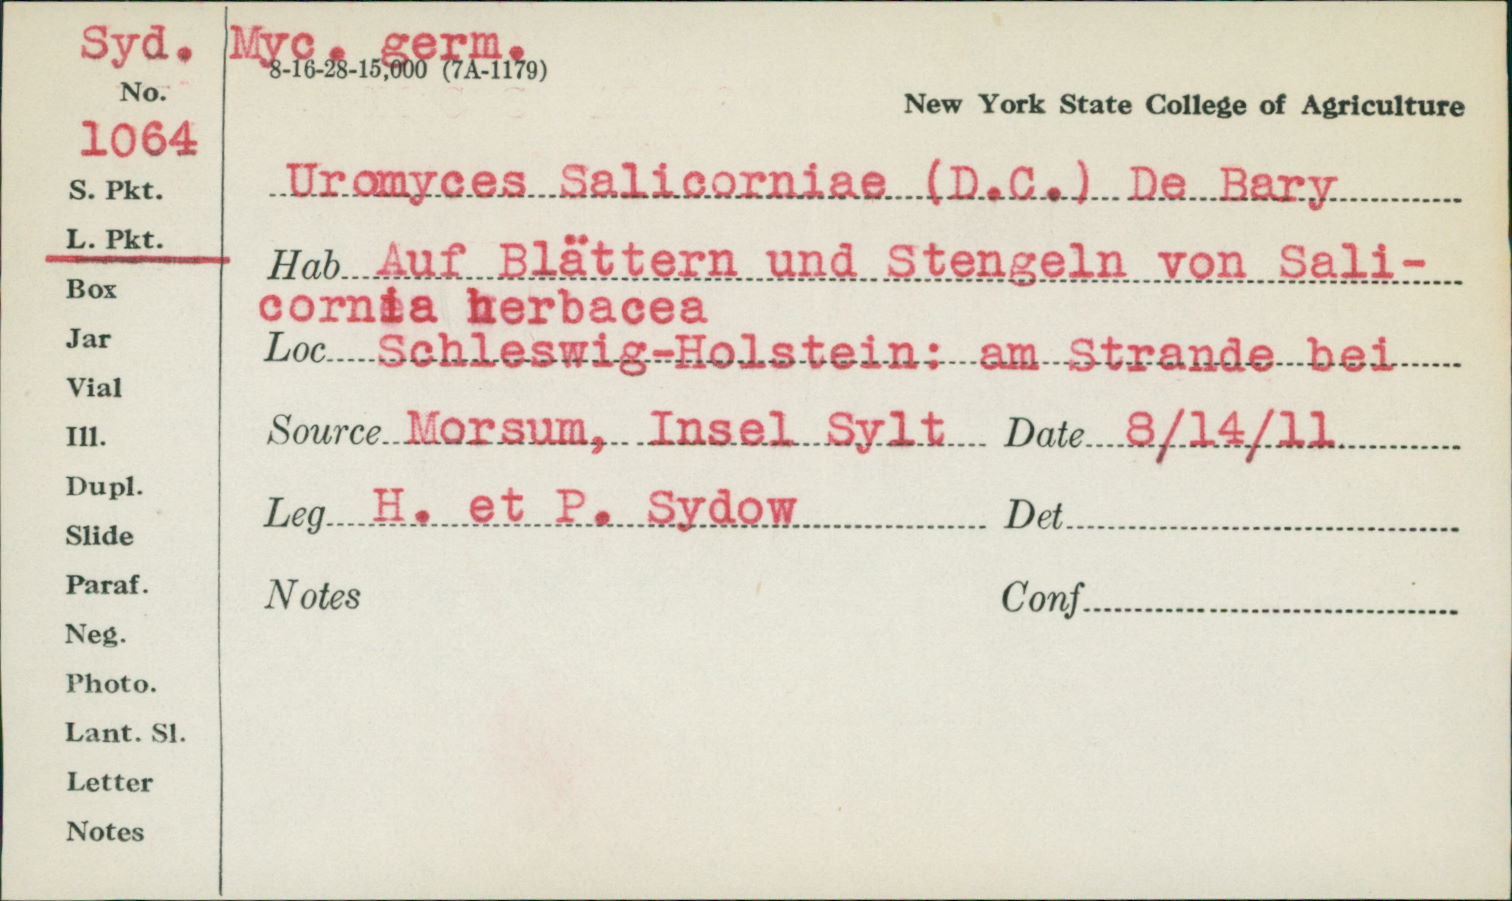 Syd. Myc. germ.
8-16-28-15,000 (7A-1179)
No.
New York State College of Agriculture
1064
Uromyces Salicorniae (D.C.) De Bary
S. Pkt.
L. Pkt.
Hab Auf Blättern und Stengeln von Sali-
Box
cornia herbacea
Jar
Loc Schleswig-Holstein: am Strande bei
Vial
Ill.
Source Morsum, Insel Sylt Date 8/14/11
Dupl.
Leg H. et P. Sydow Det
Slide
Paraf.
Notes Conf
Neg.
Photo.
Lant. Sl.
Letter
Notes